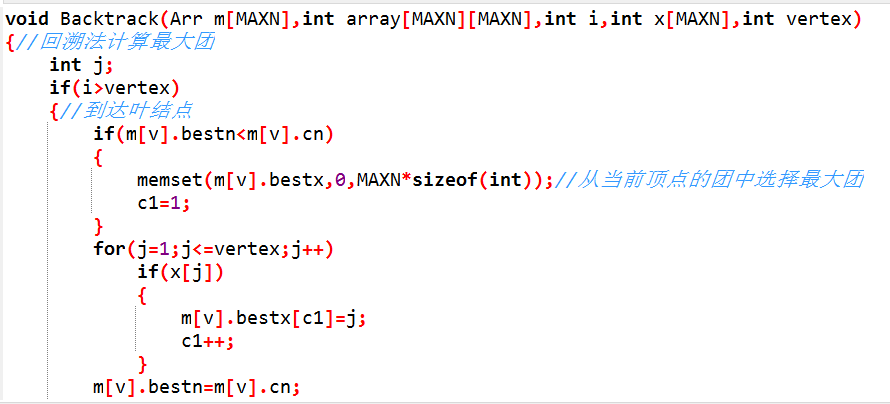 void Backtrack(Arr m[MAXN],int array[MAXN][MAXN],int i,int x[MAXN],int vertex)
{//回溯法计算最大团
    int j;
    if(i>vertex)
    {//到达叶结点
        if(m[v].bestn<m[v].cn)
        {
            memset(m[v].bestx,0,MAXN*sizeof(int));//从当前顶点的团中选择最大团
            c1=1;
        }
        for(j=1;j<=vertex;j++)
            if(x[j])
            {
                m[v].bestx[c1]=j;
                c1++;
            }
        m[v].bestn=m[v].cn;